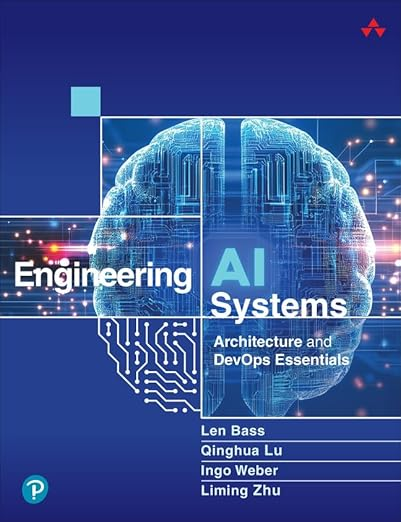 Engineering
AI
Systems
Architecture and
DevOps Essentials
Len Bass
Qinghua Lu
Ingo Weber
Liming Zhu
P